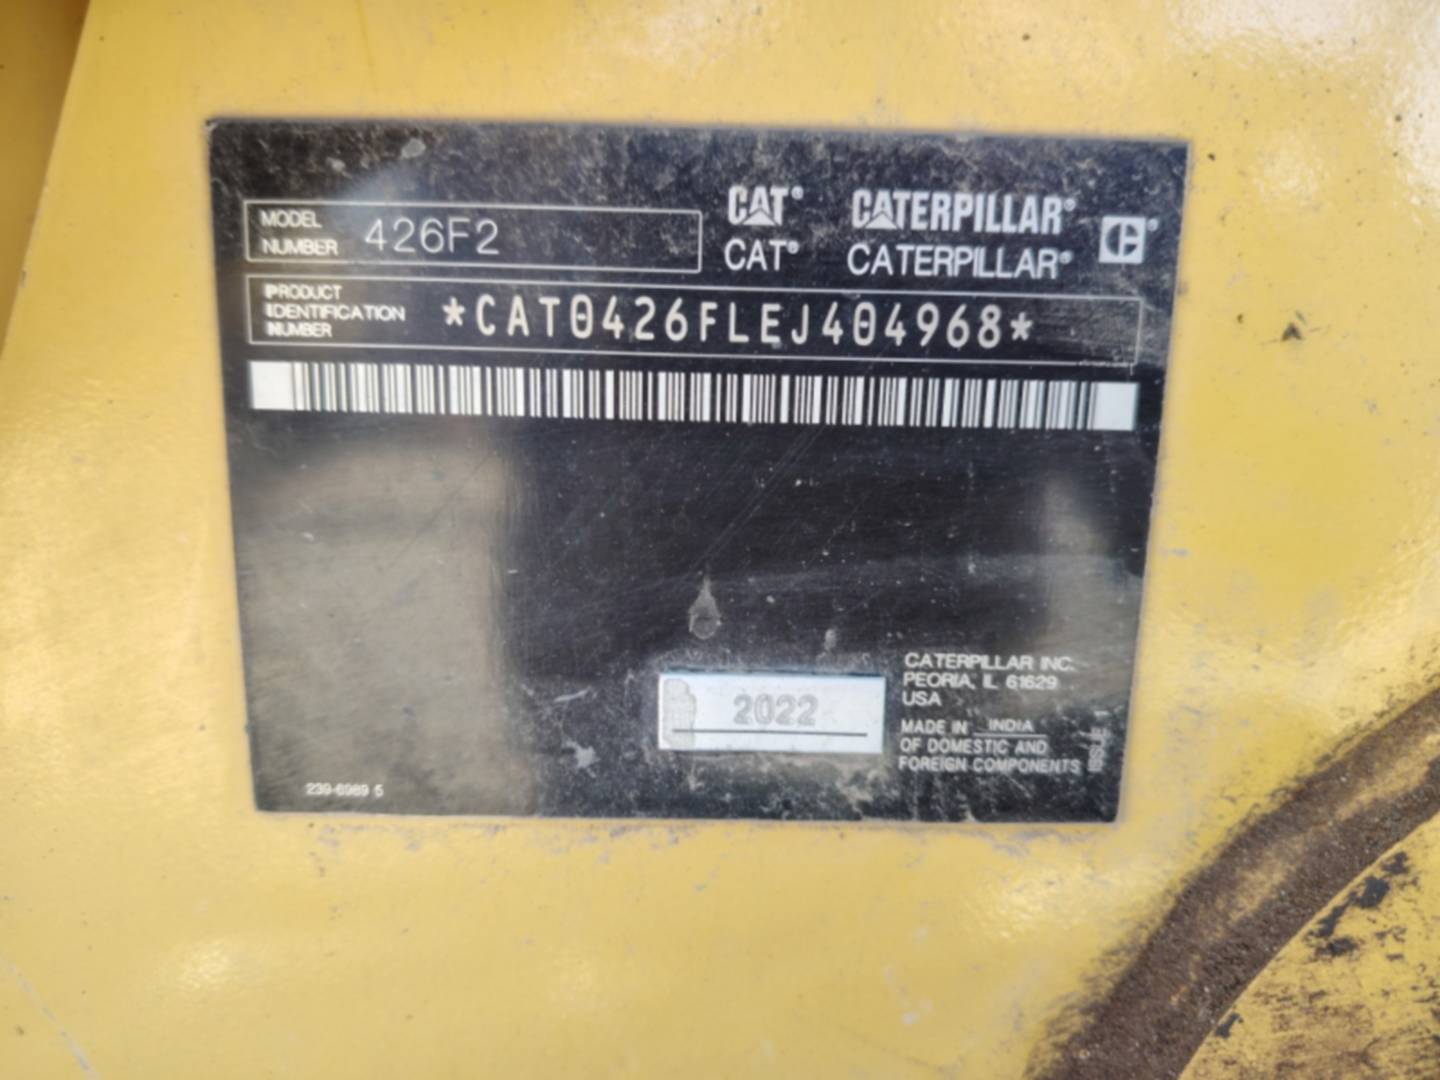 MODEL
NUMBER 426F2
CAT® CATERPILLAR®
CAT® CATERPILLAR®
PRODUCT
IDENTIFICATION
NUMBER
*CAT0426FLEJ404968*
2022
CATERPILLAR INC.
PEORIA, IL 61629
USA
MADE IN INDIA
OF DOMESTIC AND
FOREIGN COMPONENTS
ISSUE 1
239-6969 5